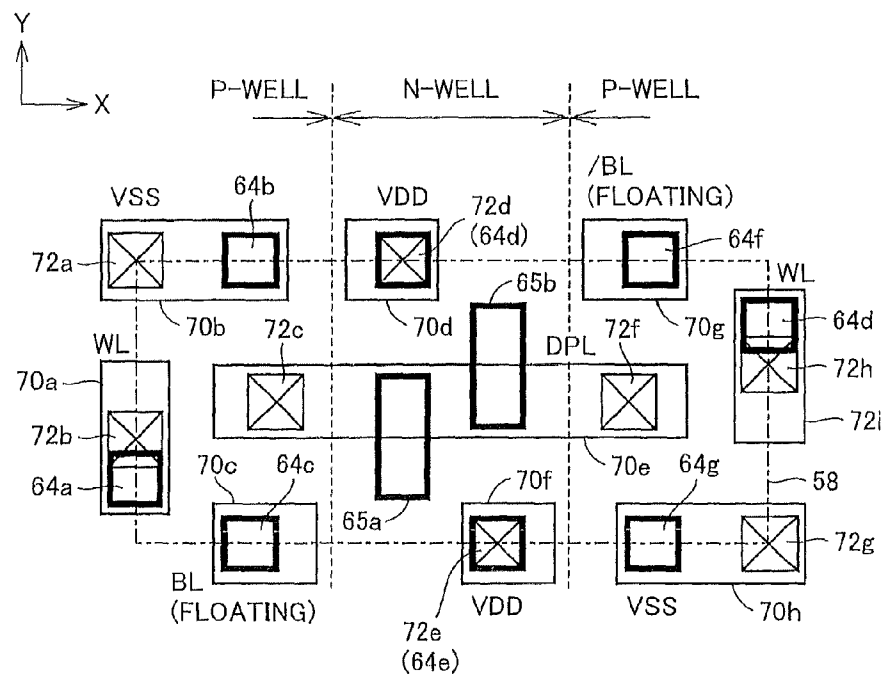 Y
X
P-WELL
N-WELL
P-WELL
VSS
64b
VDD
72d
(64d)
/BL
(FLOATING)
64f
72a
WL
70b
65b
70d
70g
64d
WL
70a
72c
DPL
72f
72h
72b
72i
70c
64c
70e
64g
58
64a
65a
70f
72g
BL
(FLOATING)
VDD
VSS
70h
72e
(64e)